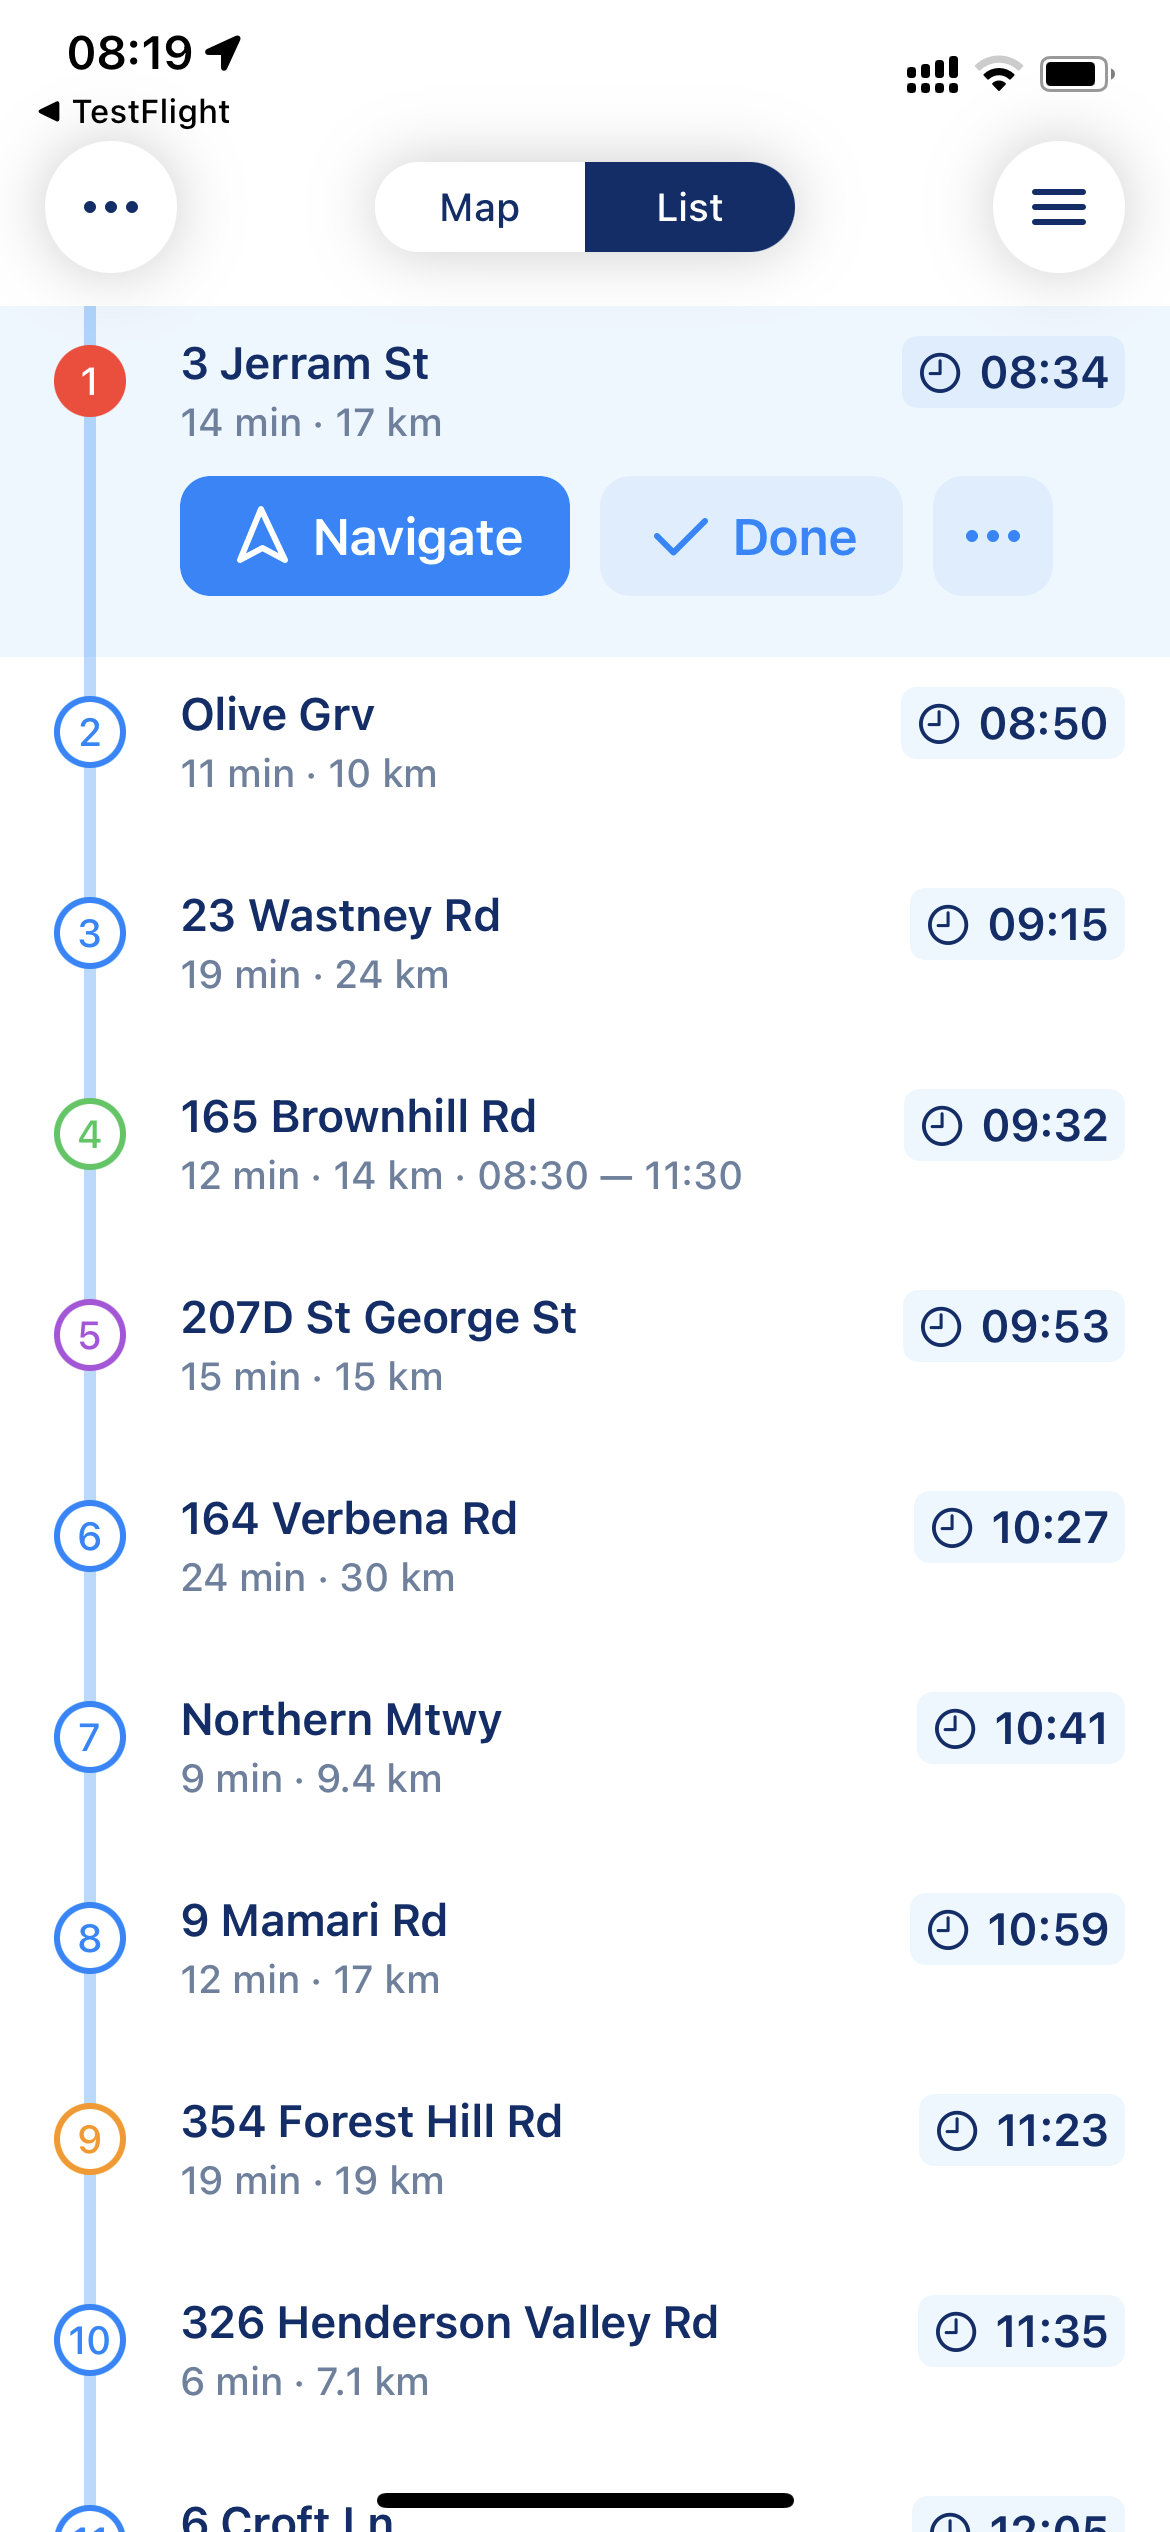 08:19
TestFlight
Map List
1 3 Jerram St 08:34
14 min · 17 km
Navigate Done
2 Olive Grv 08:50
11 min · 10 km
3 23 Wastney Rd 09:15
19 min · 24 km
4 165 Brownhill Rd 09:32
12 min · 14 km · 08:30 — 11:30
5 207D St George St 09:53
15 min · 15 km
6 164 Verbena Rd 10:27
24 min · 30 km
7 Northern Mtwy 10:41
9 min · 9.4 km
8 9 Mamari Rd 10:59
12 min · 17 km
9 354 Forest Hill Rd 11:23
19 min · 19 km
10 326 Henderson Valley Rd 11:35
6 min · 7.1 km
11 6 Croft Ln 12:05